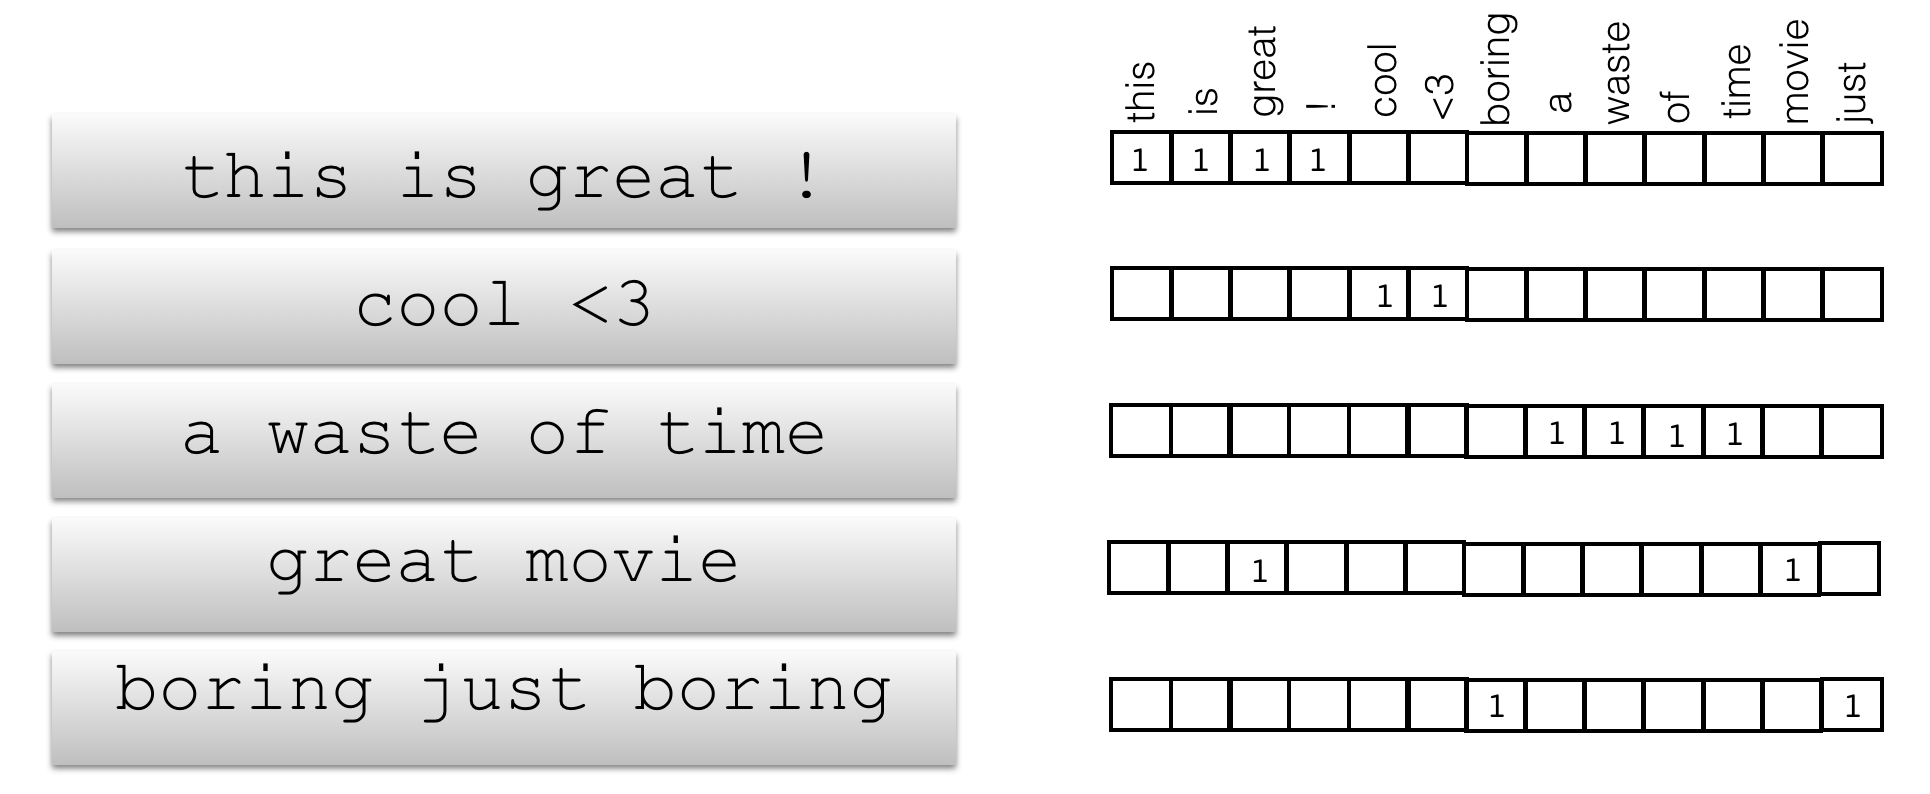 this is great ! cool <3 boring a waste of time movie just
this is great !
1 1 1 1
cool <3
1 1
a waste of time
1 1 1 1
great movie
1 1
boring just boring
1 1